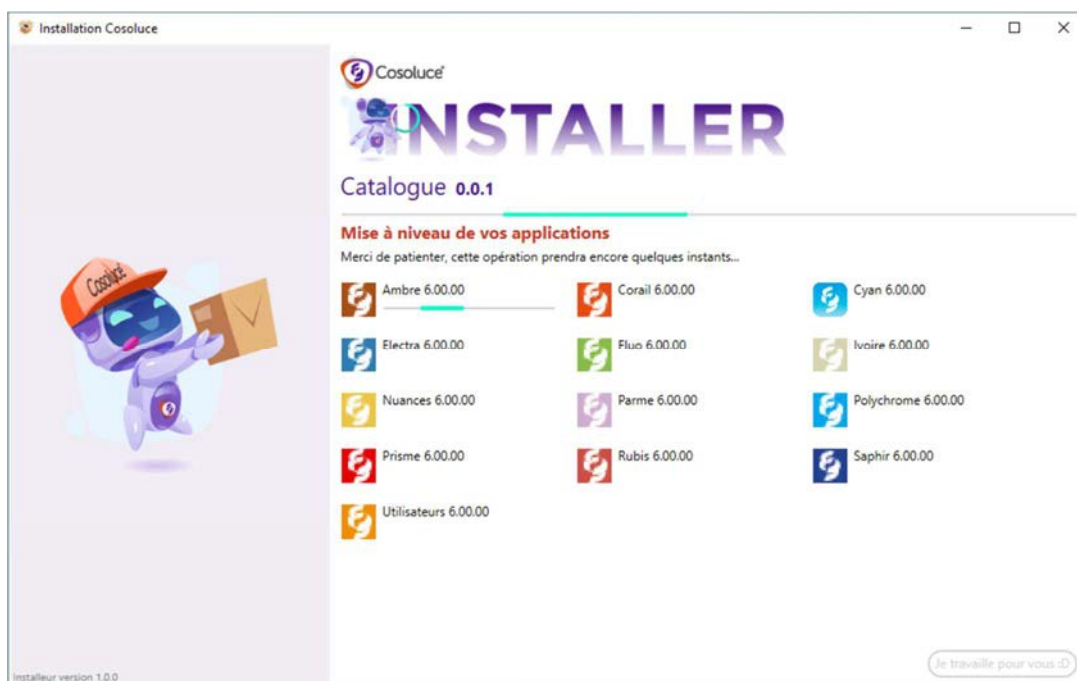 Installation Cosoluce
Cosoluce
Cosoluce
INSTALLER
Catalogue 0.0.1
Mise à niveau de vos applications
Merci de patienter, cette opération prendra encore quelques instants...
Ambre 6.00.00
Corail 6.00.00
Cyan 6.00.00
Electra 6.00.00
Fluo 6.00.00
Ivoire 6.00.00
Nuances 6.00.00
Parme 6.00.00
Polychrome 6.00.00
Prisme 6.00.00
Rubis 6.00.00
Saphir 6.00.00
Utilisateurs 6.00.00
Je travaille pour vous :D
Installeur version 1.0.0